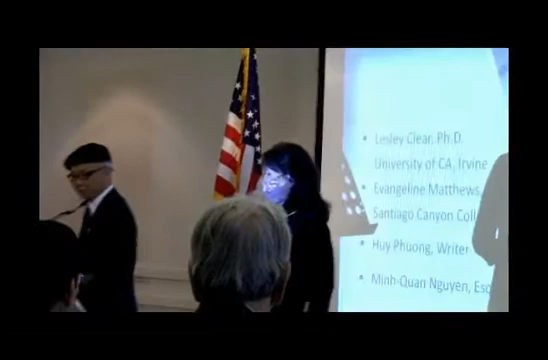 • Lesley Clear, Ph.D.
University of CA, Irvine
• Evangeline Matthews,
Santiago Canyon Coll
• Huy Phuong, Writer
• Minh-Quan Nguyen, Esq